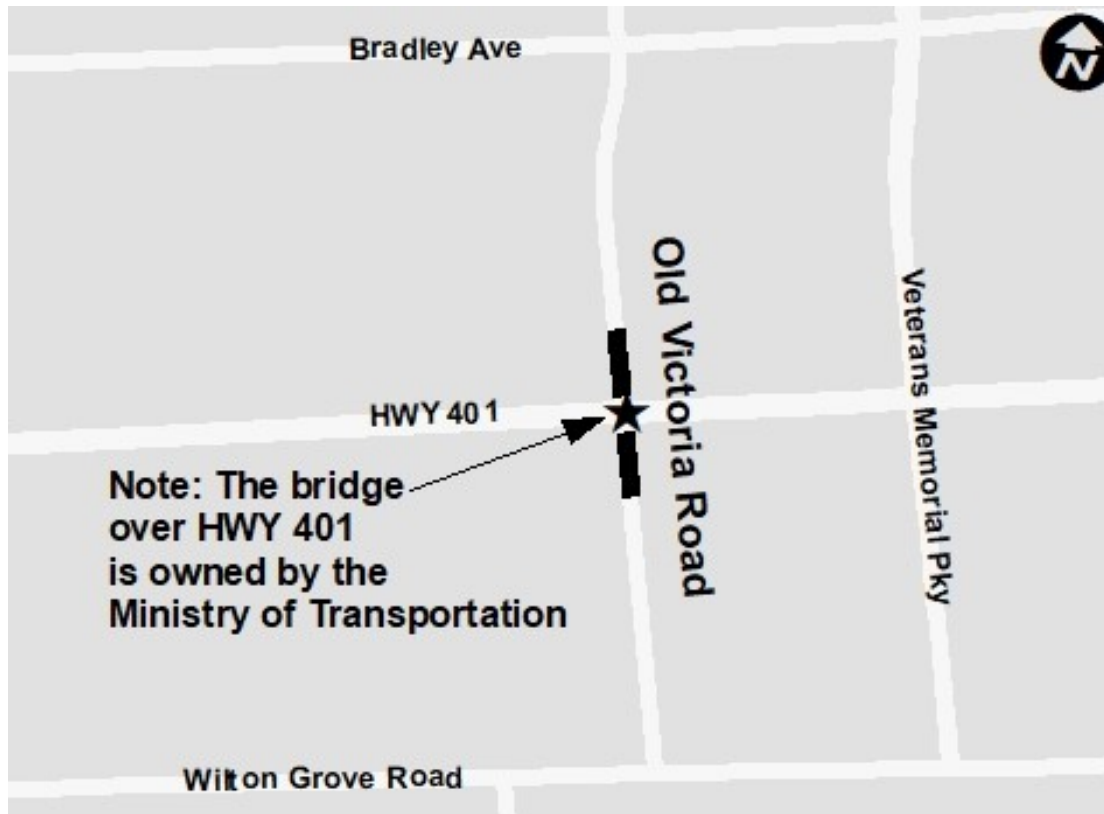 Bradley Ave
N
Old Victoria Road
Veterans Memorial Pky
HWY 401
Note: The bridge
over HWY 401
is owned by the
Ministry of Transportation
Wilton Grove Road